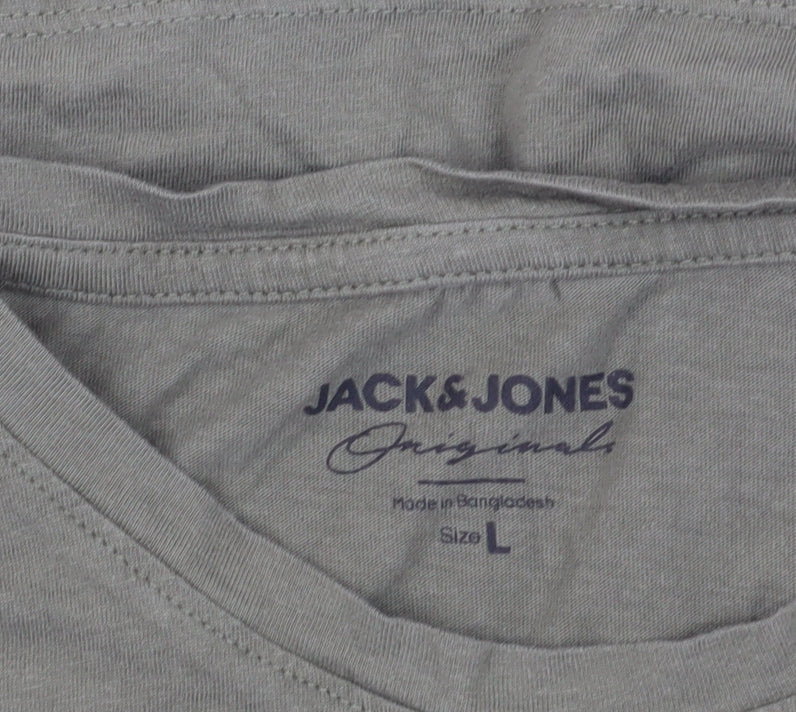 JACK&JONES
Originals
Made in Bangladesh
Size L